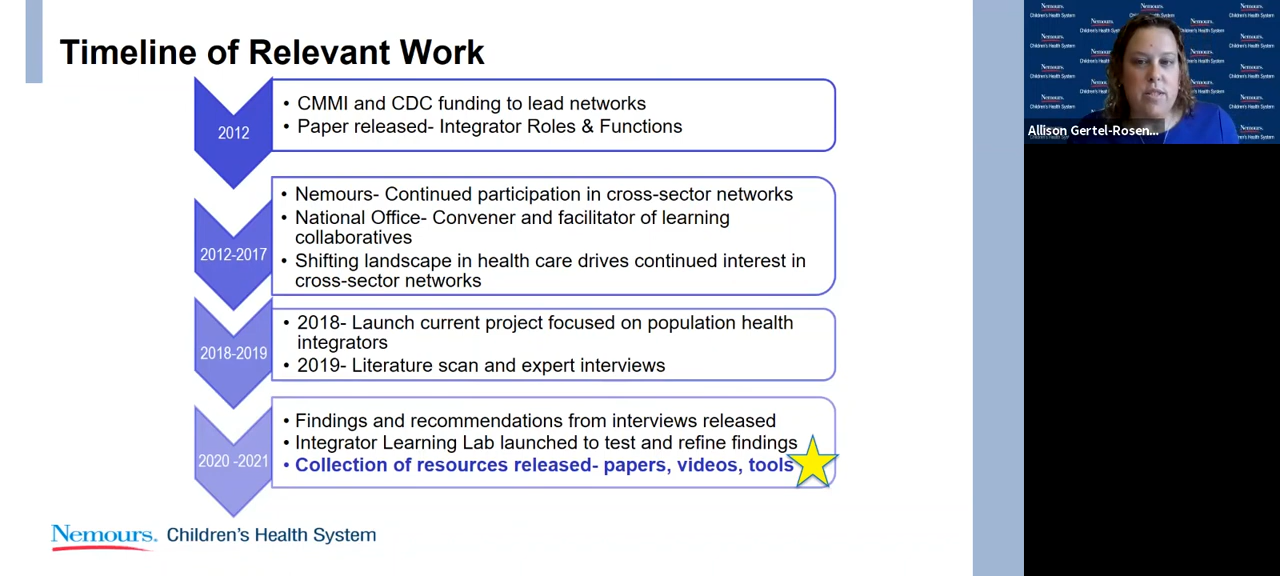 Timeline of Relevant Work
2012
• CMMI and CDC funding to lead networks
• Paper released- Integrator Roles & Functions
2012-2017
• Nemours- Continued participation in cross-sector networks
• National Office- Convener and facilitator of learning
collaboratives
• Shifting landscape in health care drives continued interest in
cross-sector networks
2018-2019
• 2018- Launch current project focused on population health
integrators
• 2019- Literature scan and expert interviews
2020 -2021
• Findings and recommendations from interviews released
• Integrator Learning Lab launched to test and refine findings
• Collection of resources released- papers, videos, tools
Nemours. Children's Health System
Allison Gertel-Rosen...